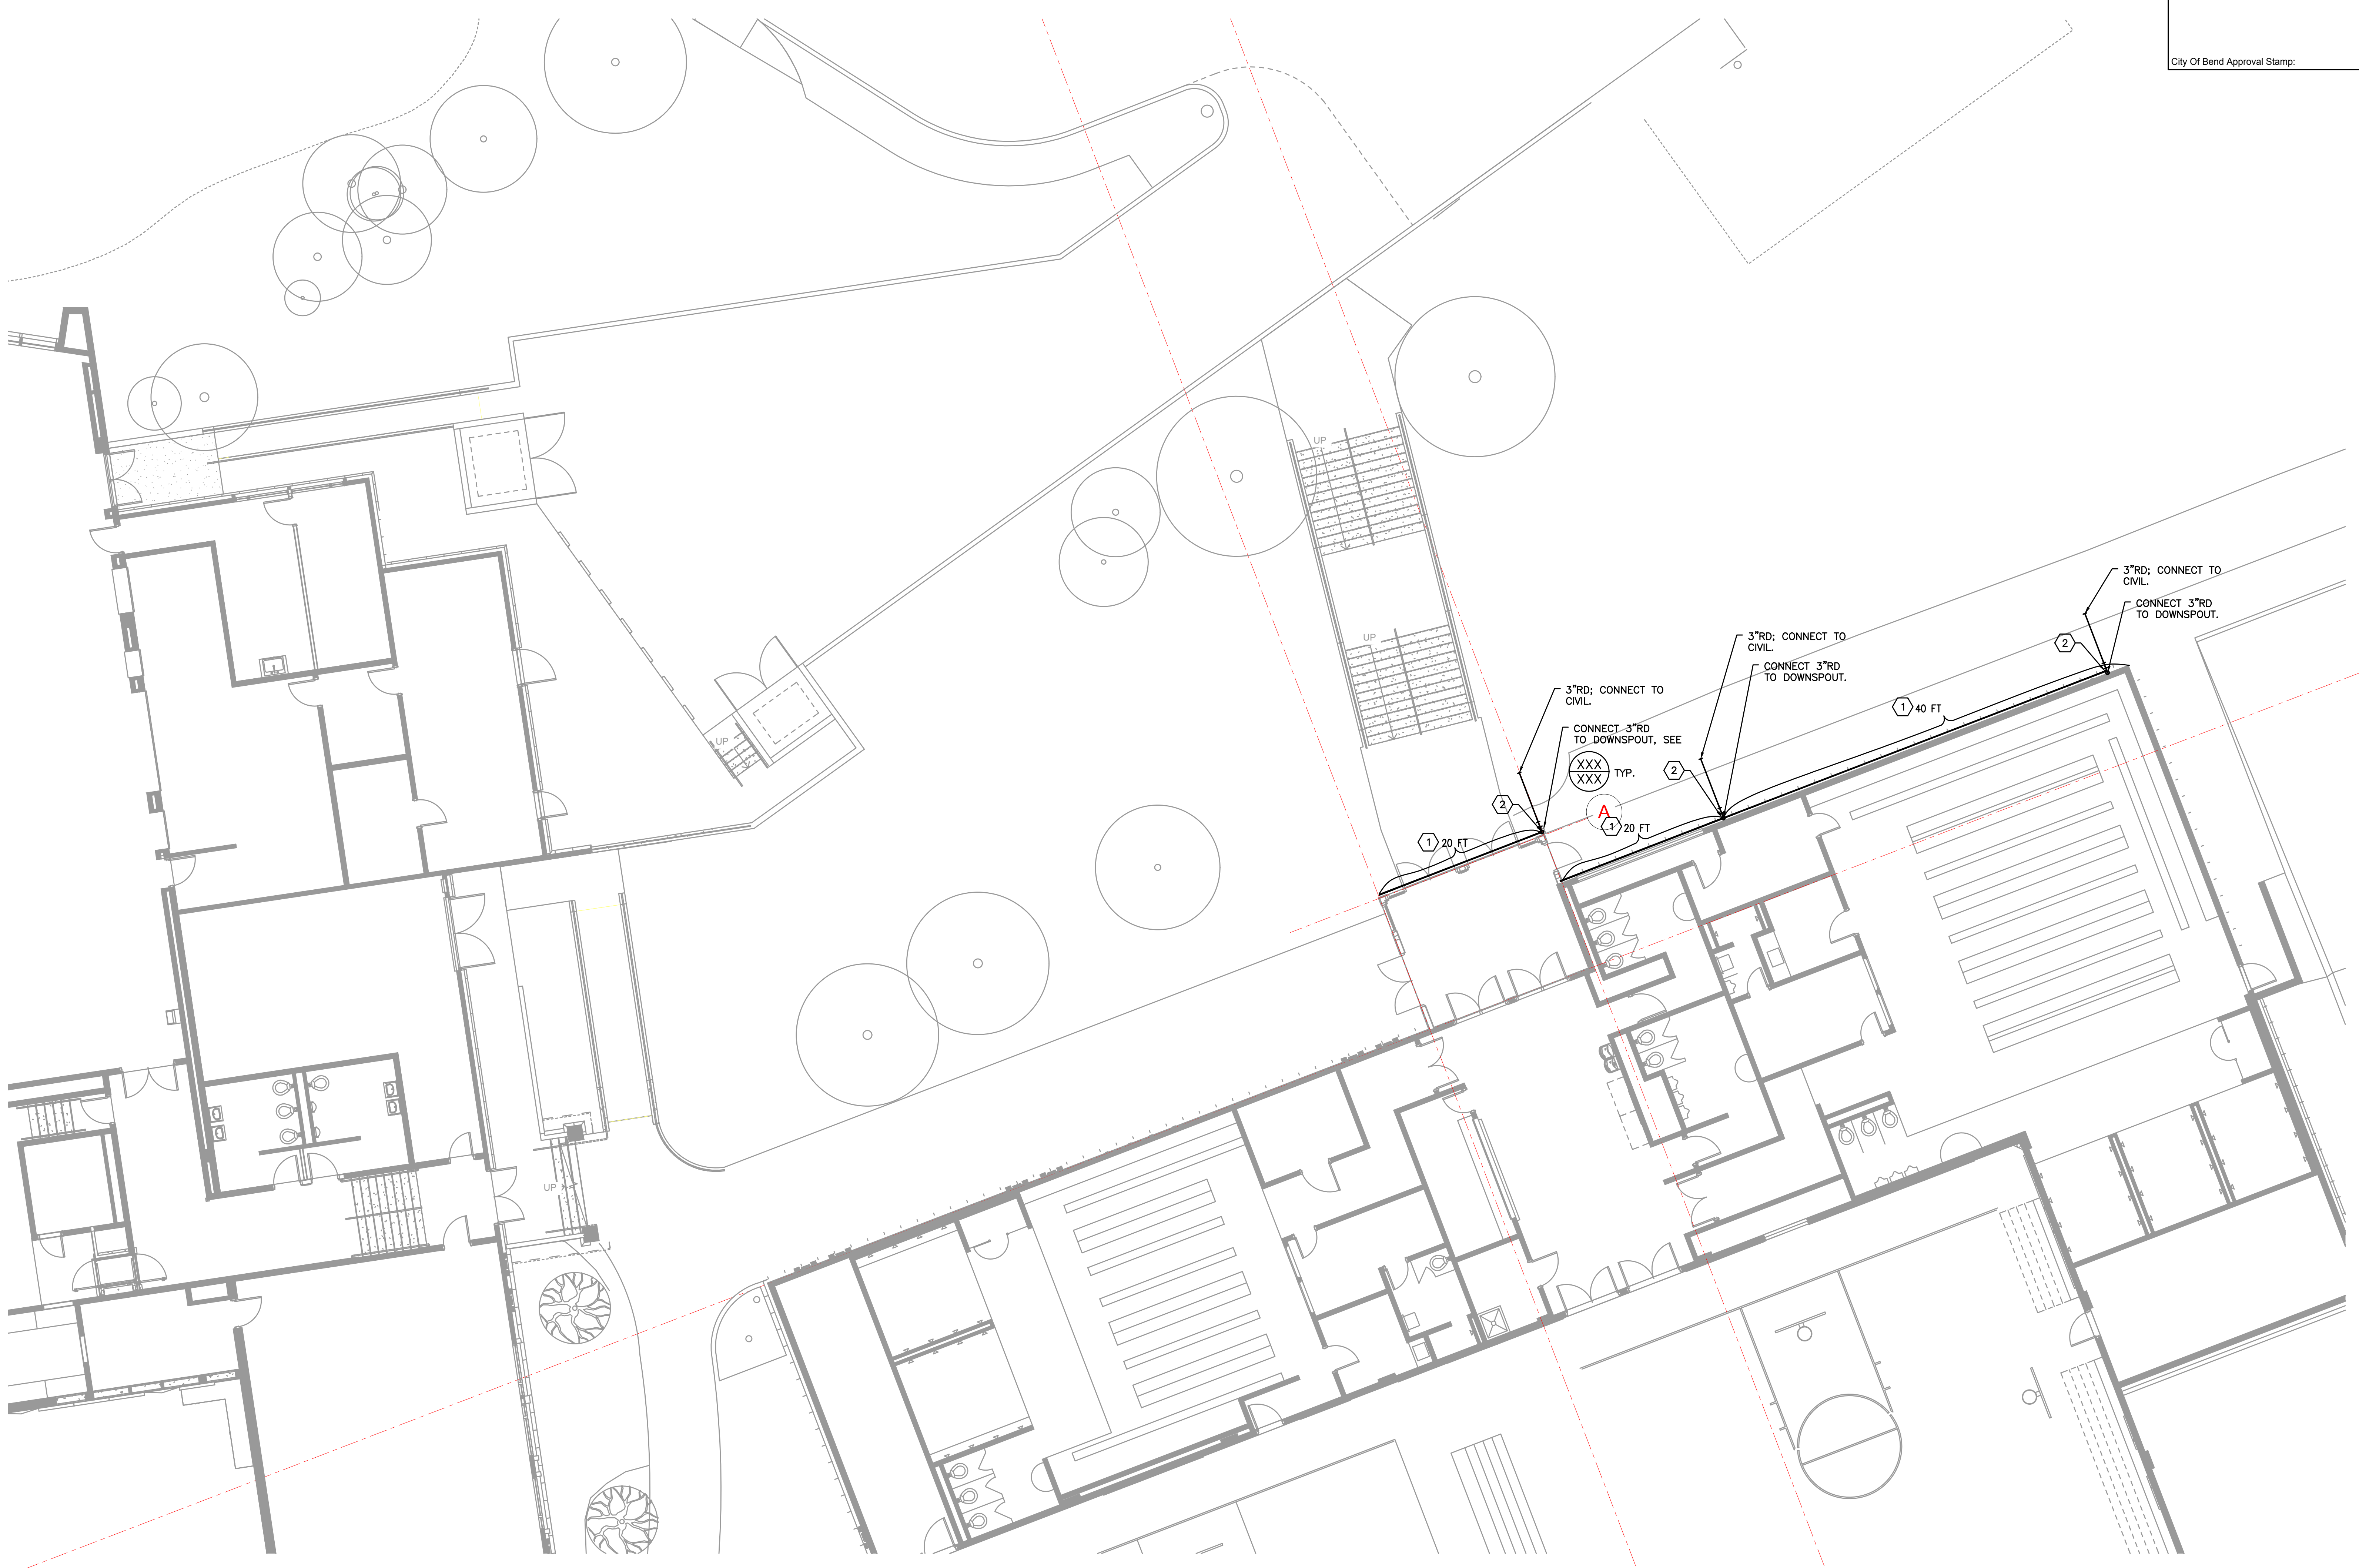 City Of Bend Approval Stamp:
UP
3"RD; CONNECT TO
CIVIL.
CONNECT 3"RD
TO DOWNSPOUT.
2
3"RD; CONNECT TO
CIVIL.
UP
CONNECT 3"RD
TO DOWNSPOUT.
3"RD; CONNECT TO
CIVIL.
1 40 FT
CONNECT 3"RD
TO DOWNSPOUT, SEE
UP
XXX
XXX
TYP.
2
2
A
1 20 FT
1 20 FT
UP